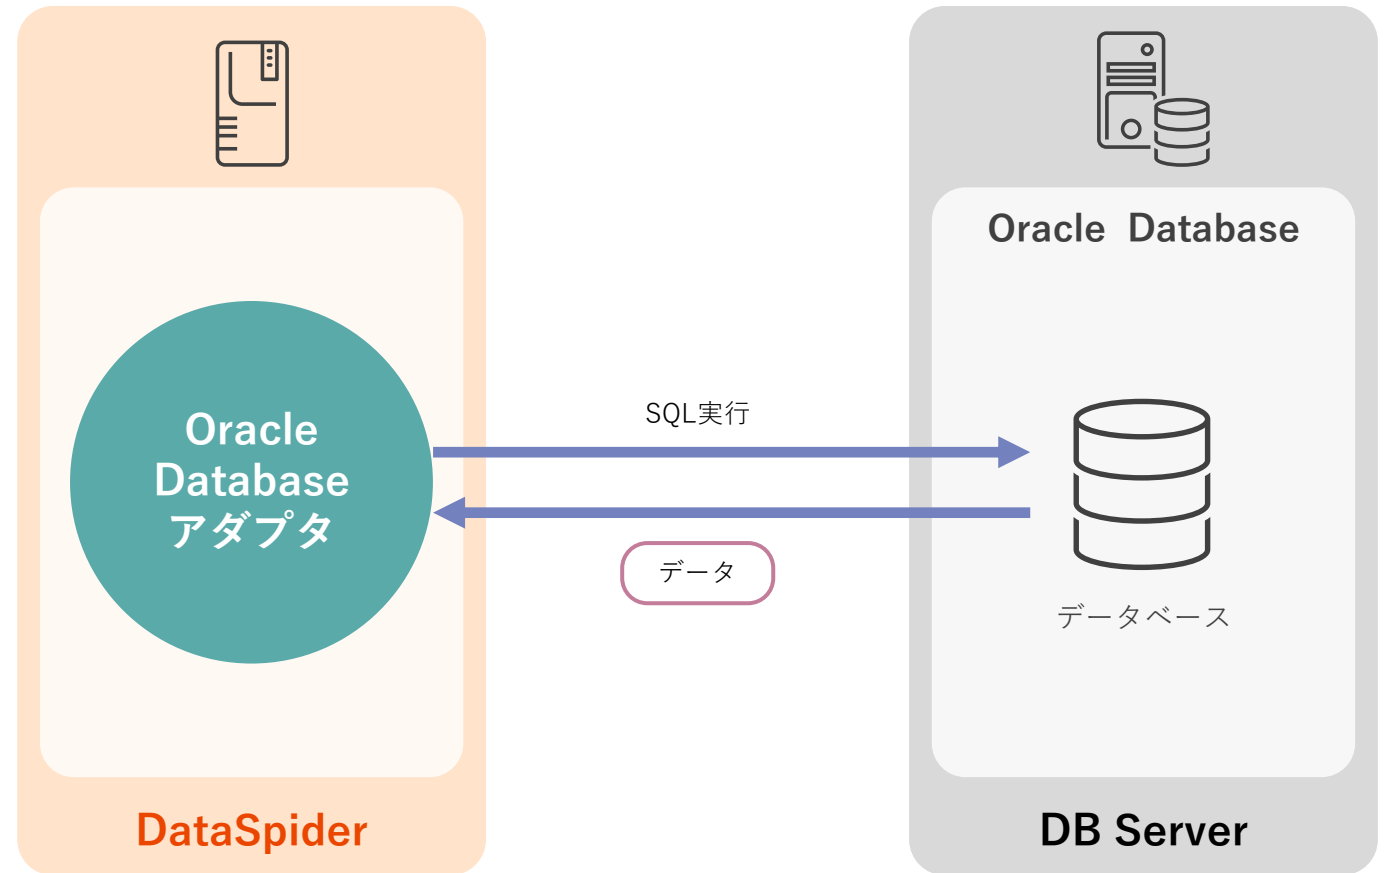 Oracle
Database
アダプタ
DataSpider
SQL実行
データ
Oracle Database
データベース
DB Server